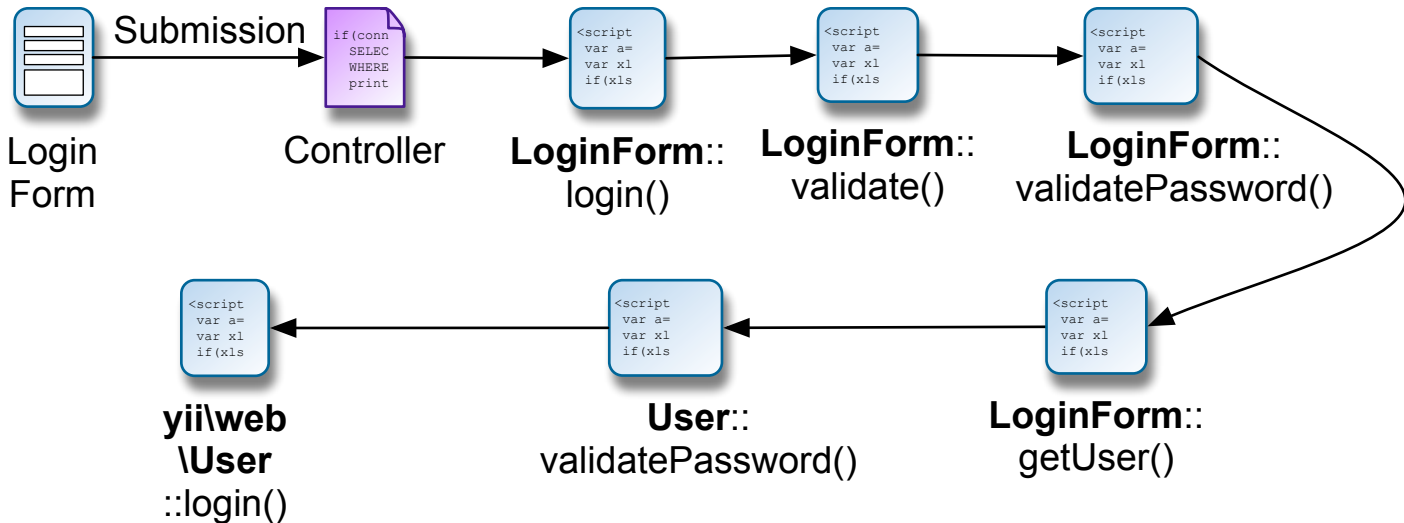 Submission
if(conn
SELEC
WHERE
print
<script
var a=
var xl
if(xls
<script
var a=
var xl
if(xls
<script
var a=
var xl
if(xls
Login
Form
Controller
LoginForm::
login()
LoginForm::
validate()
LoginForm::
validatePassword()
<script
var a=
var xl
if(xls
<script
var a=
var xl
if(xls
<script
var a=
var xl
if(xls
yii\web
\User
::login()
User::
validatePassword()
LoginForm::
getUser()